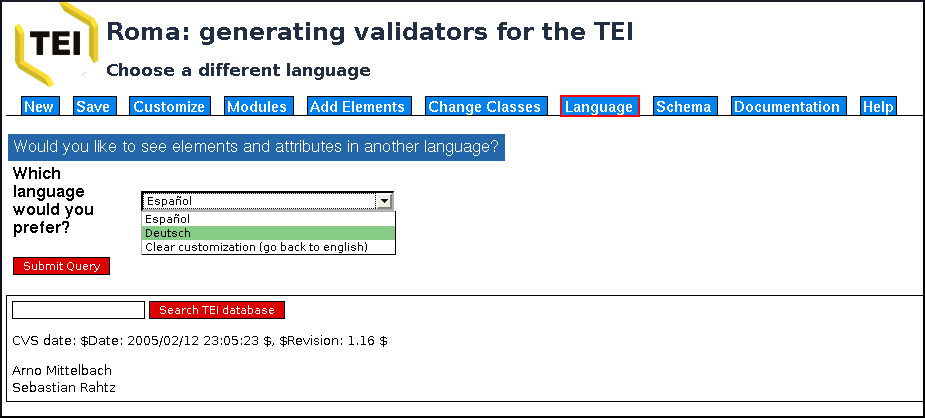 TEI
Roma: generating validators for the TEI
Choose a different language
New Save Customize Modules Add Elements Change Classes Language Schema Documentation Help
Would you like to see elements and attributes in another language?
Which
language
would you
prefer?
Español
Español
Deutsch
Clear customization (go back to english)
Submit Query
Search TEI database
CVS date: $Date: 2005/02/12 23:05:23 $, $Revision: 1.16 $
Arno Mittelbach
Sebastian Rahtz